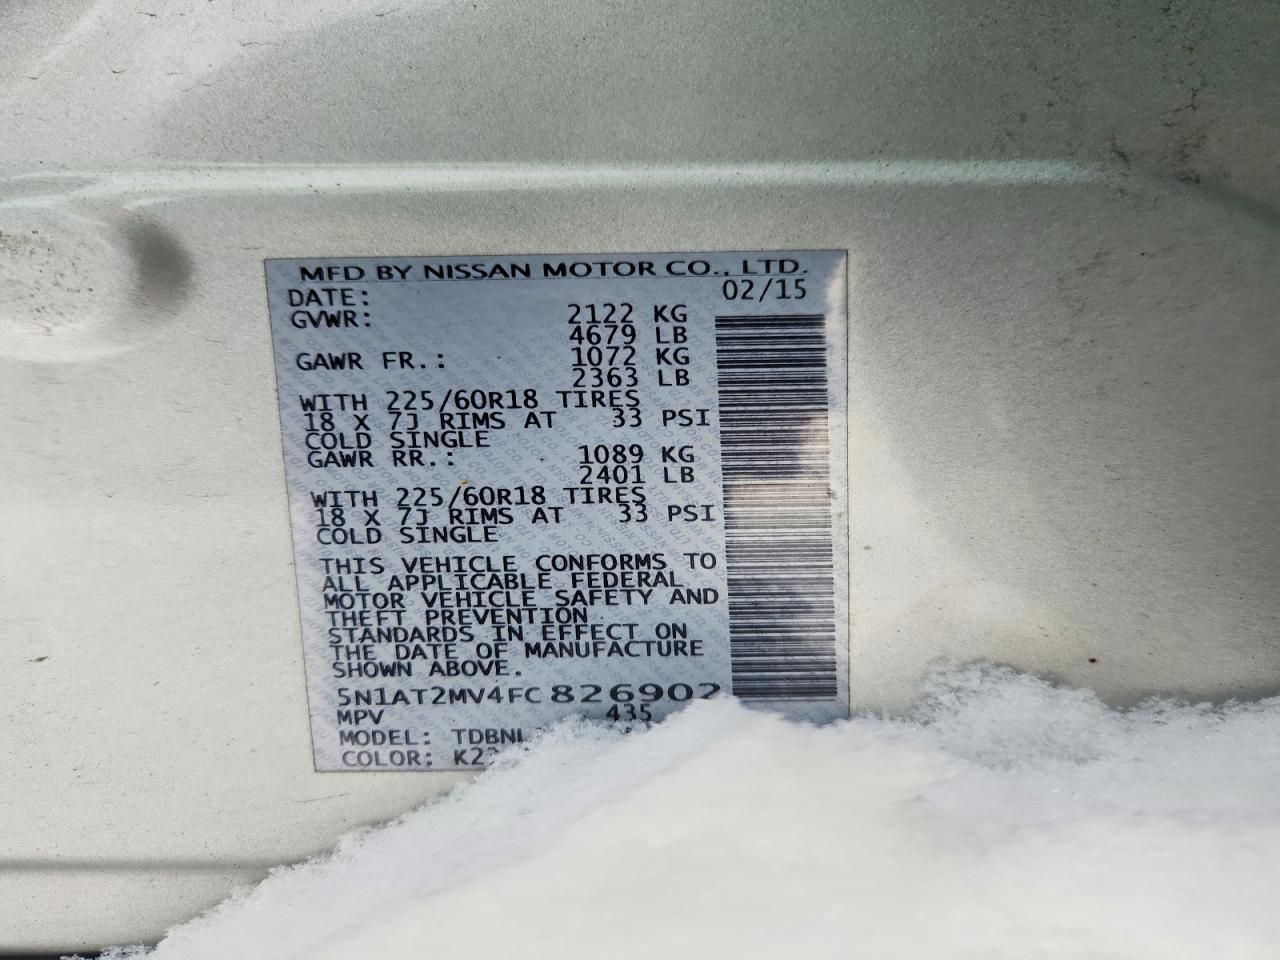 MFD BY NISSAN MOTOR CO., LTD.
DATE: 02/15
GVWR: 2122 KG
4679 LB
GAWR FR.: 1072 KG
2363 LB
WITH 225/60R18 TIRES
18 X 7J RIMS AT 33 PSI
COLD SINGLE
GAWR RR.: 1089 KG
2401 LB
WITH 225/60R18 TIRES
18 X 7J RIMS AT 33 PSI
COLD SINGLE
THIS VEHICLE CONFORMS TO
ALL APPLICABLE FEDERAL
MOTOR VEHICLE SAFETY AND
THEFT PREVENTION
STANDARDS IN EFFECT ON
THE DATE OF MANUFACTURE
SHOWN ABOVE.
5N1AT2MV4FC826902
MPV 435
MODEL:
COLOR: